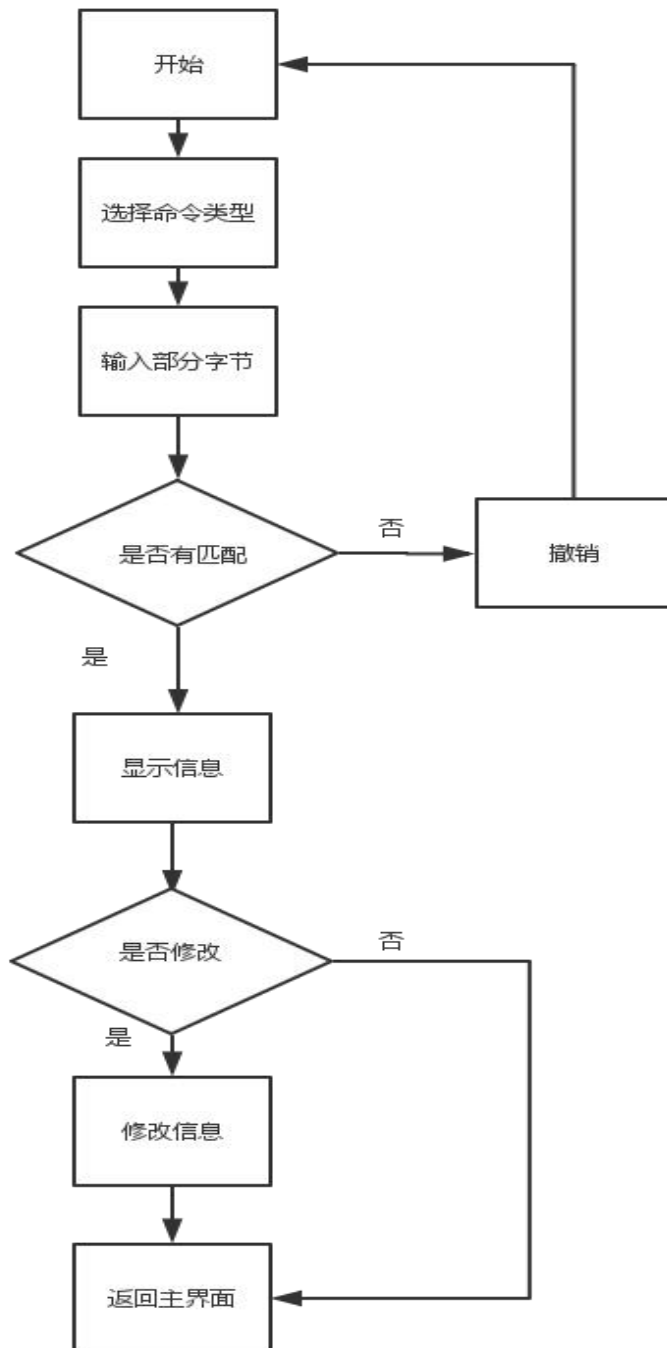 开始
选择命令类型
输入部分字节
是否有匹配
否
撤销
是
显示信息
是否修改
否
是
修改信息
返回主界面